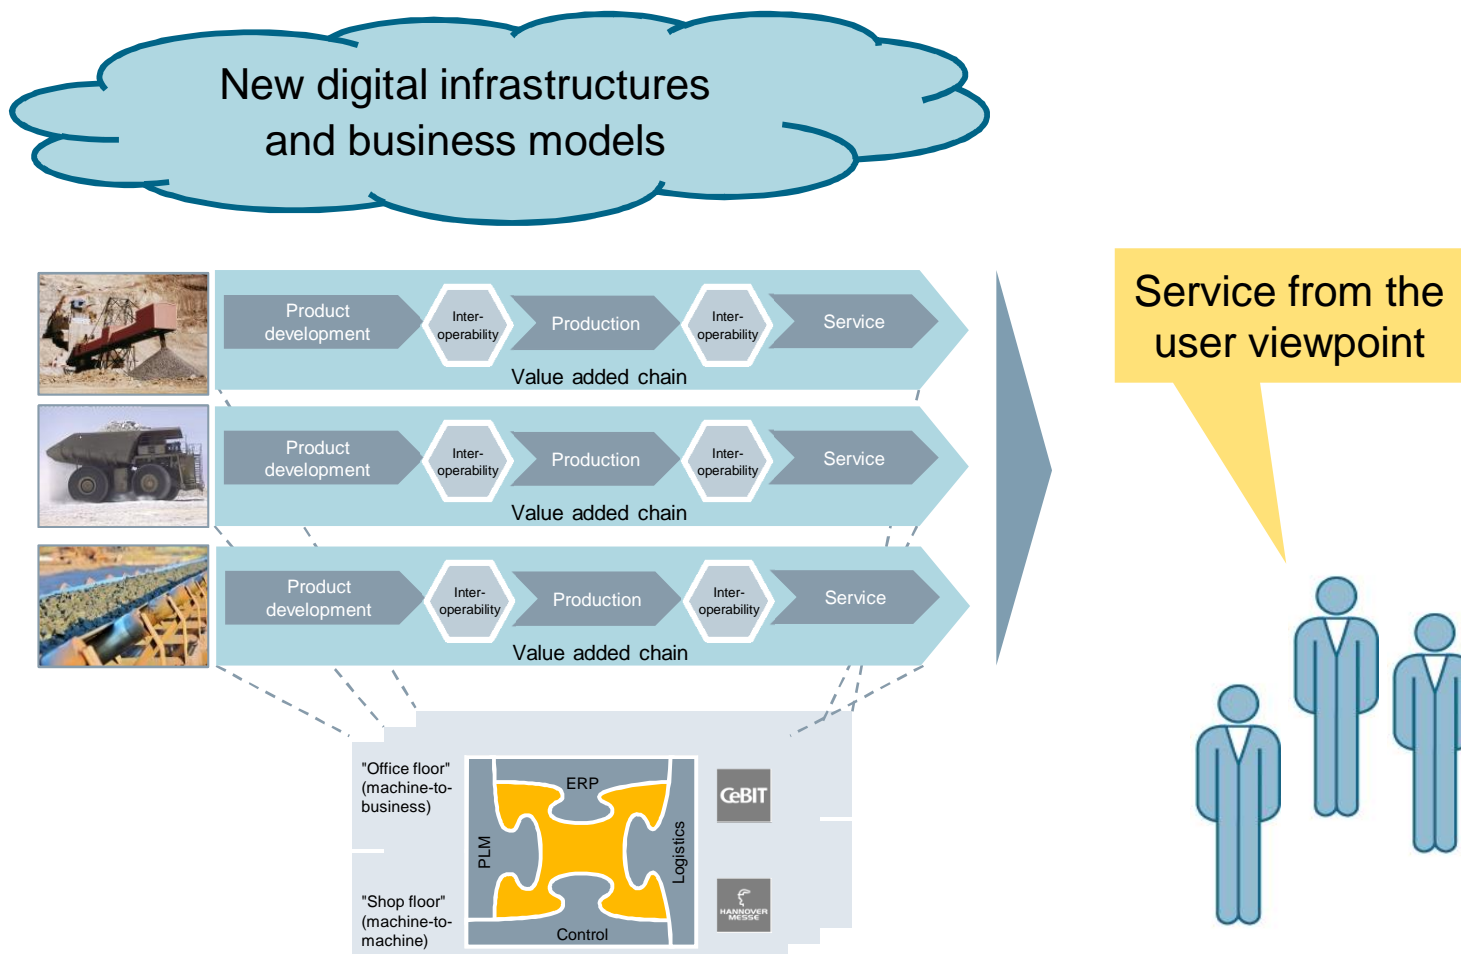 New digital infrastructures
and business models
Product
development
Inter-
operability
Production
Inter-
operability
Service
Value added chain
Product
development
Inter-
operability
Production
Inter-
operability
Service
Value added chain
Product
development
Inter-
operability
Production
Inter-
operability
Service
Value added chain
Service from the
user viewpoint
"Office floor"
(machine-to-
business)
"Shop floor"
(machine-to-
machine)
ERP
PLM
Logistics
Control
CeBIT
HANNOVER
MESSE